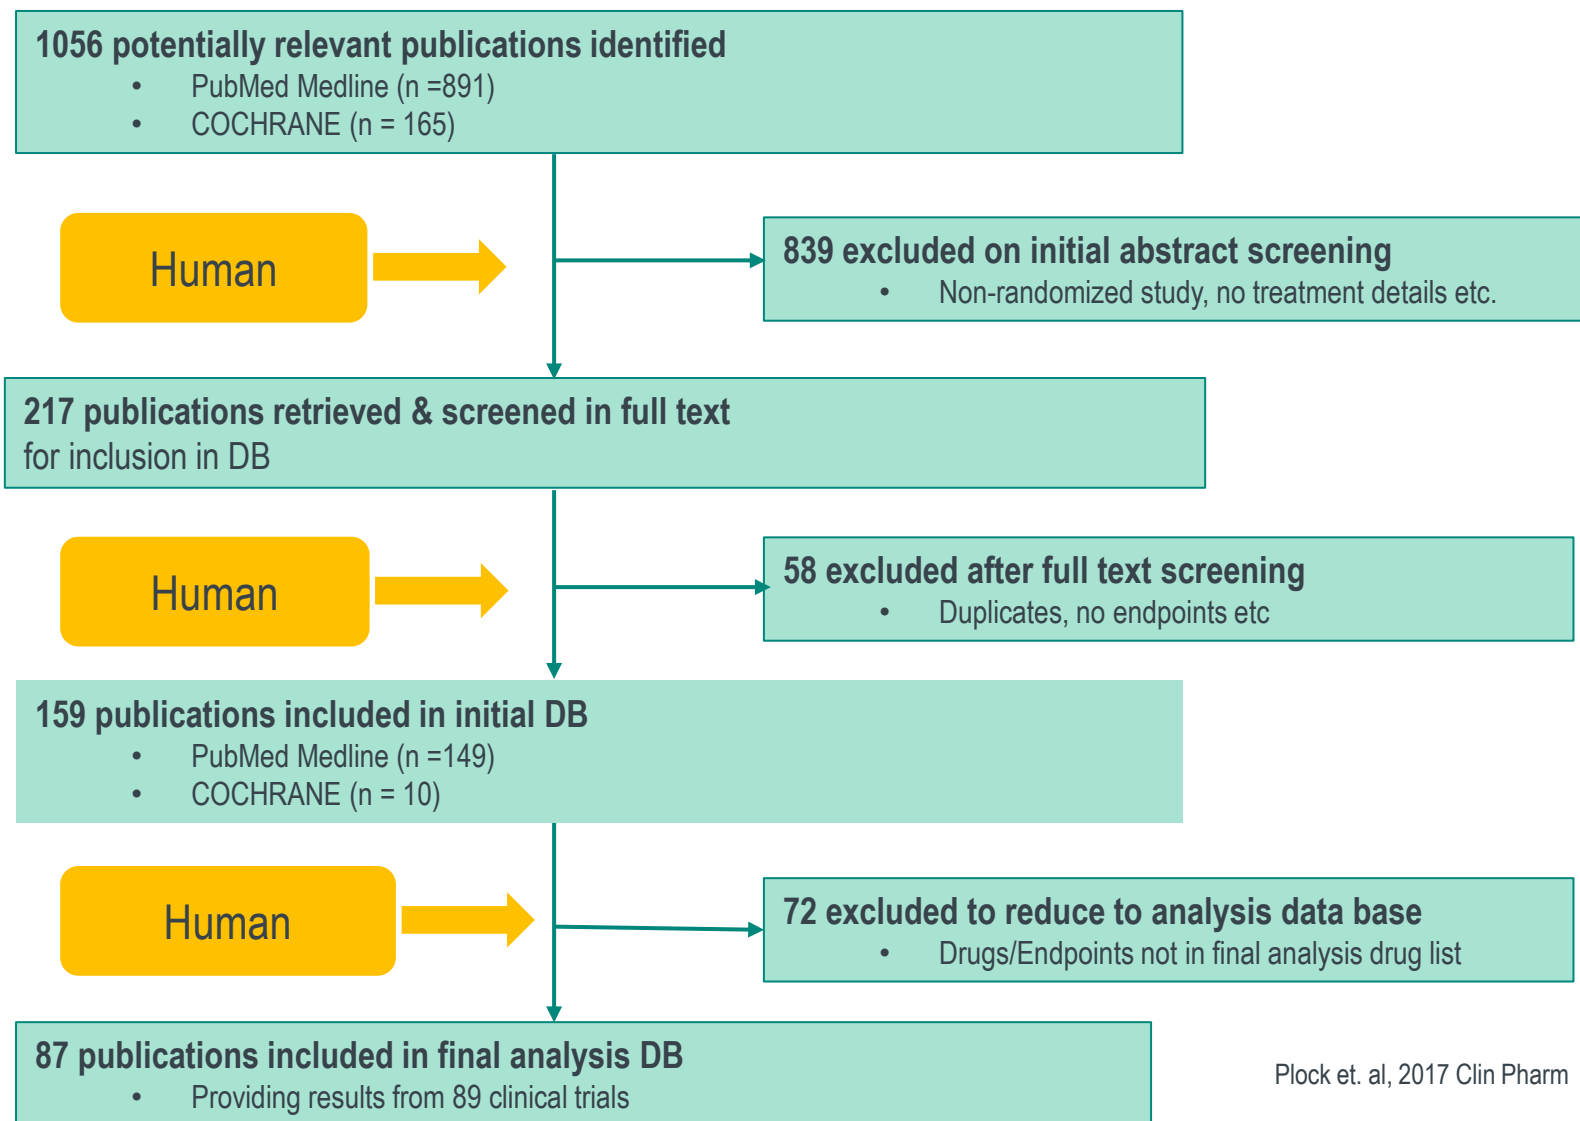 1056 potentially relevant publications identified
• PubMed Medline (n =891)
• COCHRANE (n = 165)
Human
839 excluded on initial abstract screening
• Non-randomized study, no treatment details etc.
217 publications retrieved & screened in full text
for inclusion in DB
Human
58 excluded after full text screening
• Duplicates, no endpoints etc
159 publications included in initial DB
• PubMed Medline (n =149)
• COCHRANE (n = 10)
Human
72 excluded to reduce to analysis data base
• Drugs/Endpoints not in final analysis drug list
87 publications included in final analysis DB
• Providing results from 89 clinical trials
Plock et. al, 2017 Clin Pharm